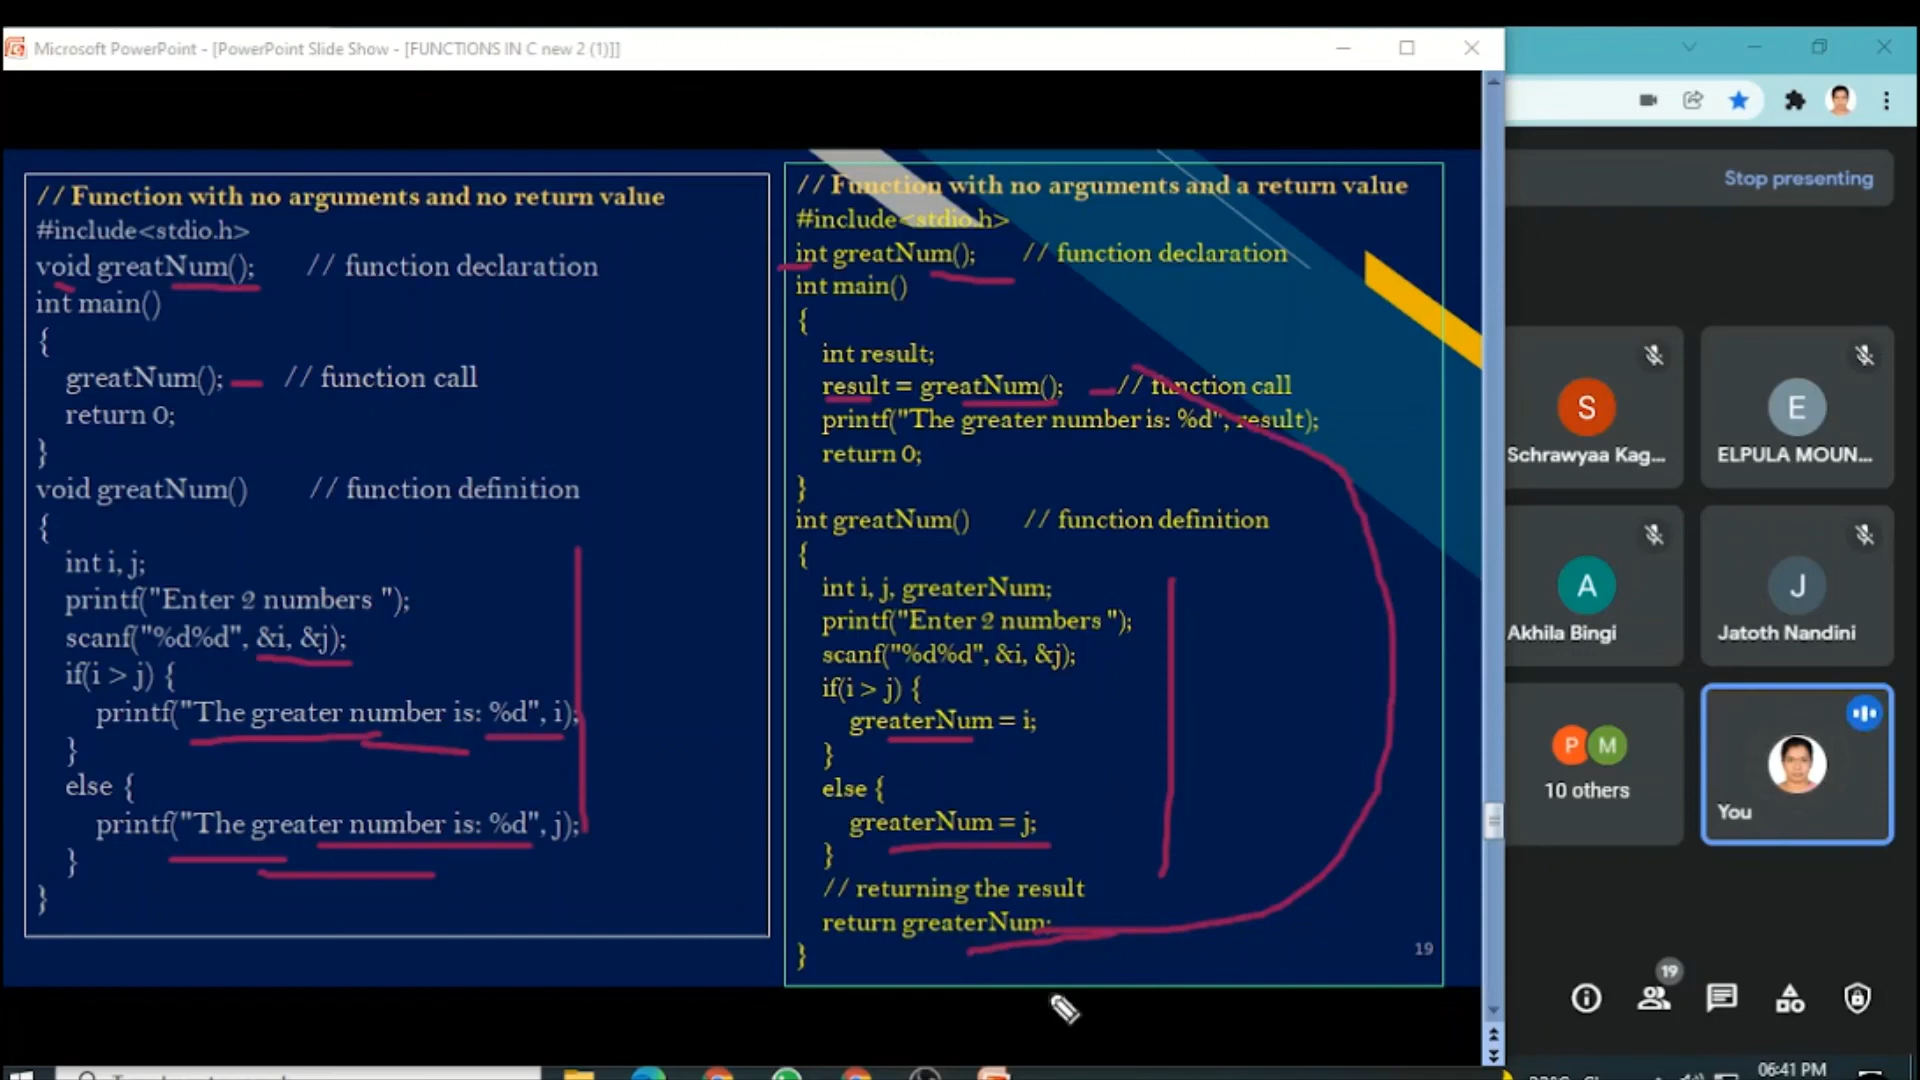 Microsoft PowerPoint - [PowerPoint Slide Show - [FUNCTIONS IN C new 2 (1)]]
// Function with no arguments and no return value
#include<stdio.h>
void greatNum(); // function declaration
int main()
{
greatNum(); // function call
return 0;
}
void greatNum() // function definition
{
int i, j;
printf("Enter 2 numbers ");
scanf("%d%d", &i, &j);
if(i > j) {
printf("The greater number is: %d", i);
}
else {
printf("The greater number is: %d", j);
}
}
// Function with no arguments and a return value
#include<stdio.h>
int greatNum(); // function declaration
int main()
{
int result;
result = greatNum(); // function call
printf("The greater number is: %d", result);
return 0;
}
int greatNum() // function definition
{
int i, j, greaterNum;
printf("Enter 2 numbers ");
scanf("%d%d", &i, &j);
if(i > j) {
greaterNum = i;
}
else {
greaterNum = j;
}
// returning the result
return greaterNum;
}
19
Stop presenting
S
Schrawyaa Kag...
E
ELPULA MOUN...
A
Akhila Bingi
J
Jatoth Nandini
P M
10 others
You
19
06:41 PM